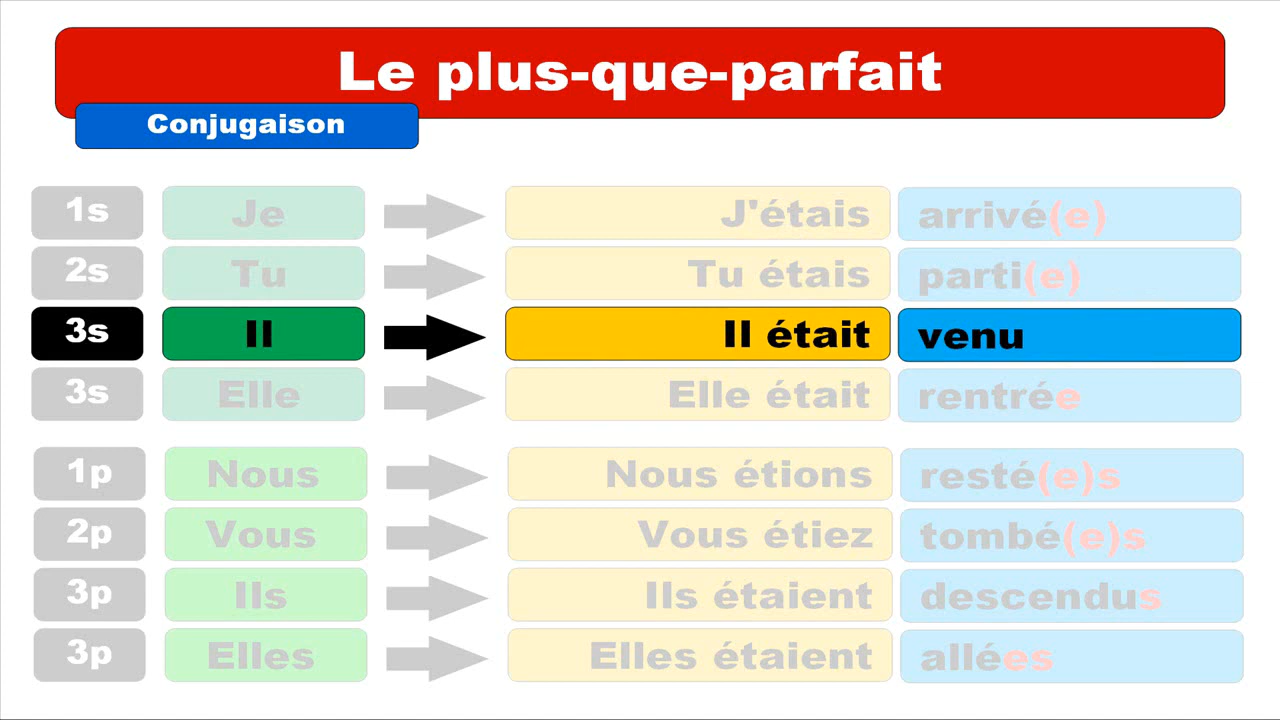 Le plus-que-parfait
Conjugaison
1s Je J'étais arrivé(e)
2s Tu Tu étais parti(e)
3s Il Il était venu
3s Elle Elle était rentrée
1p Nous Nous étions resté(e)s
2p Vous Vous étiez tombé(e)s
3p Ils Ils étaient descendus
3p Elles Elles étaient allées